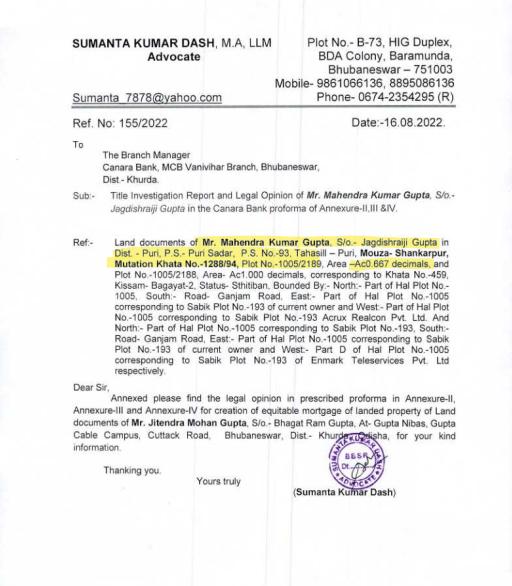 SUMANTA KUMAR DASH, M.A, LLM
Advocate
Sumanta_7878@yahoo.com
Plot No.- B-73, HIG Duplex,
BDA Colony, Baramunda,
Bhubaneswar – 751003
Mobile- 9861066136, 8895086136
Phone- 0674-2354295 (R)
Ref. No: 155/2022
Date:-16.08.2022.
To
The Branch Manager
Canara Bank, MCB Vanivihar Branch, Bhubaneswar,
Dist.- Khurda.
Sub:- Title Investigation Report and Legal Opinion of Mr. Mahendra Kumar Gupta, S/o.-
Jagdishraiji Gupta in the Canara Bank proforma of Annexure-II,III &IV.
Ref:- Land documents of Mr. Mahendra Kumar Gupta, S/o.- Jagdishraiji Gupta in
Dist. - Puri, P.S.- Puri Sadar, P.S. No.-93, Tahasill – Puri, Mouza- Shankarpur,
Mutation Khata No.-1288/94, Plot No.-1005/2189, Area –Ac0.667 decimals, and
Plot No.-1005/2188, Area- Ac1.000 decimals, corresponding to Khata No.-459,
Kissam- Bagayat-2, Status- Sthitiban, Bounded By:- North:- Part of Hal Plot No.-
1005, South:- Road- Ganjam Road, East:- Part of Hal Plot No.-1005
corresponding to Sabik Plot No.-193 of current owner and West:- Part of Hal Plot
No.-1005 corresponding to Sabik Plot No.-193 Acrux Realcon Pvt. Ltd. And
North:- Part of Hal Plot No.-1005 corresponding to Sabik Plot No.-193, South:-
Road- Ganjam Road, East:- Part of Hal Plot No.-1005 corresponding to Sabik
Plot No.-193 of current owner and West:- Part D of Hal Plot No.-1005
corresponding to Sabik Plot No.-193 of Enmark Teleservices Pvt. Ltd
respectively.
Dear Sir,
Annexed please find the legal opinion in prescribed proforma in Annexure-II,
Annexure-III and Annexure-IV for creation of equitable mortgage of landed property of Land
documents of Mr. Jitendra Mohan Gupta, S/o.- Bhagat Ram Gupta, At- Gupta Nibas, Gupta
Cable Campus, Cuttack Road, Bhubaneswar, Dist.- Khurda, Odisha, for your kind
information.
Thanking you.
Yours truly
SUMANTA KUMAR DASH
BBSR
Dt.
ADVOCATE
(Sumanta Kumar Dash)